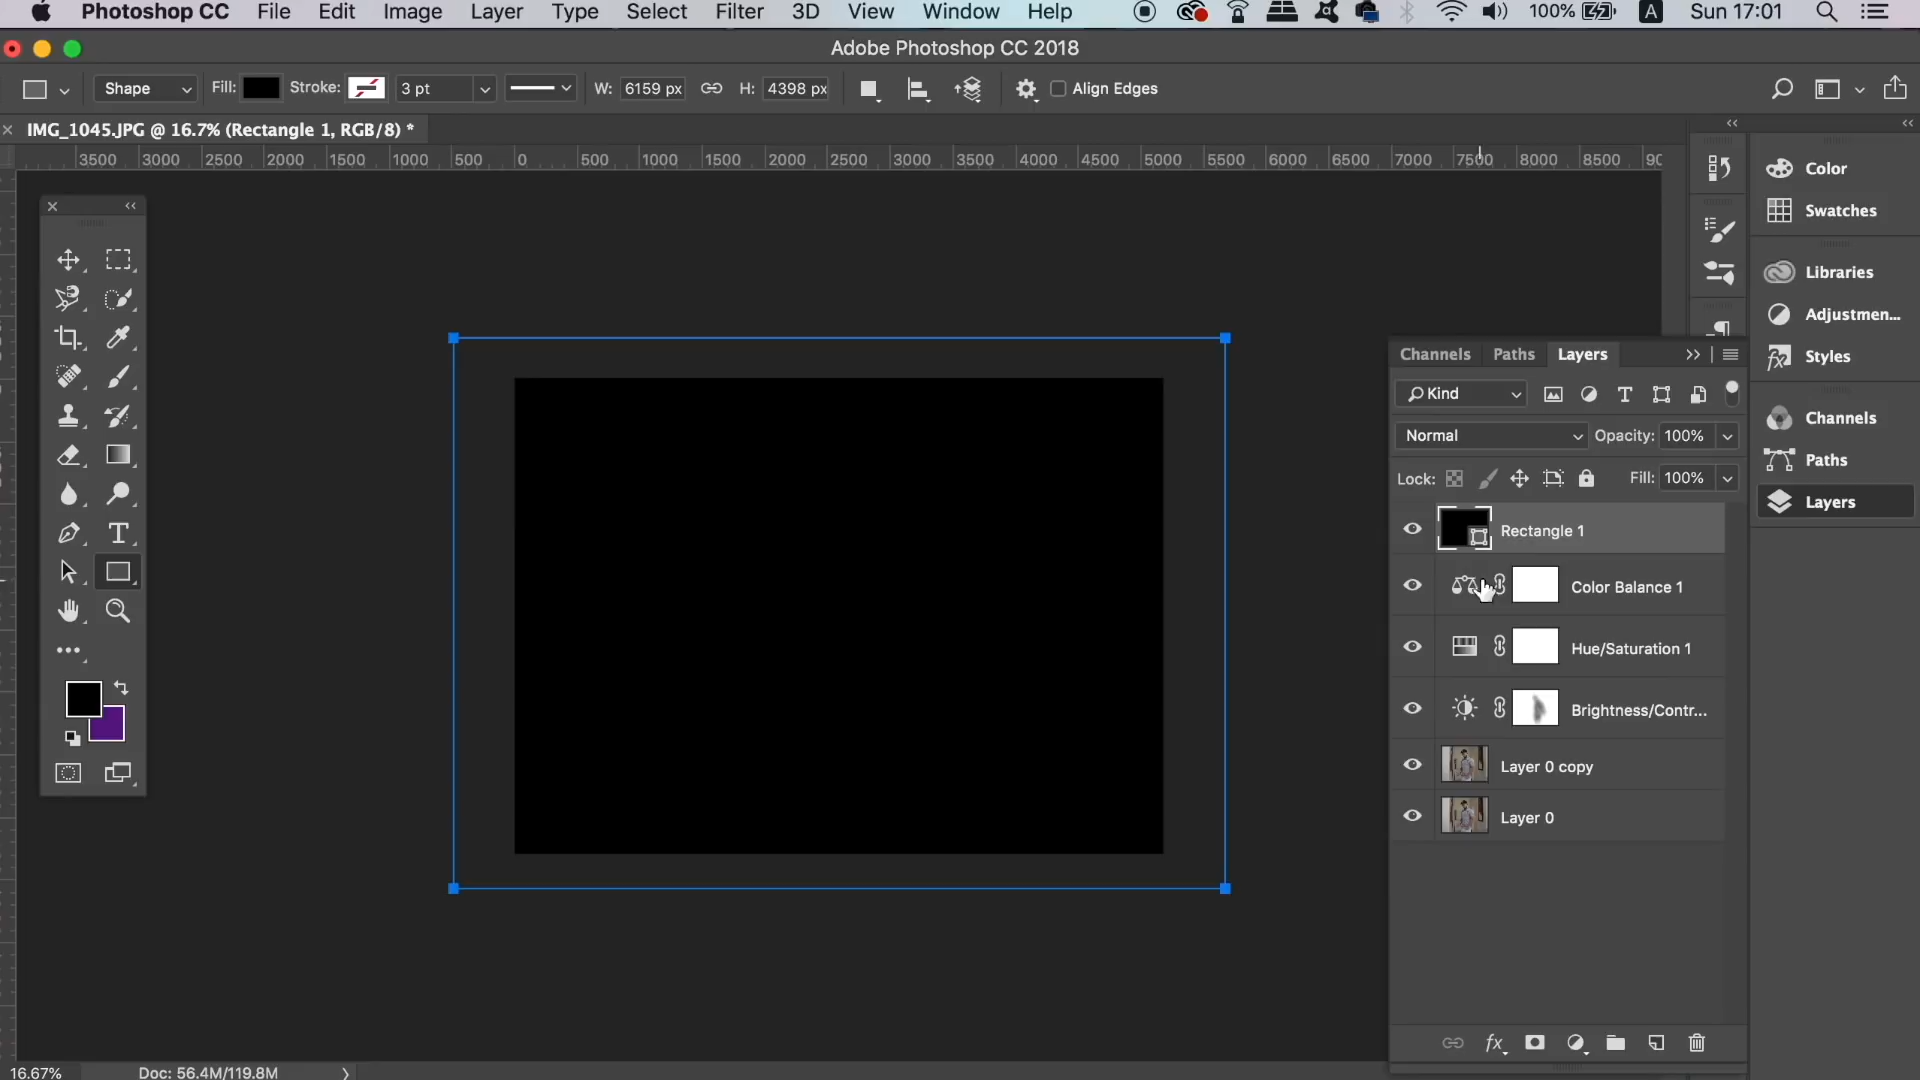 Photoshop CC File Edit Image Layer Type Select Filter 3D View Window Help 100% A Sun 17:01
Adobe Photoshop CC 2018
Shape Fill: Stroke: 3 pt W: 6159 px H: 4398 px Align Edges
IMG_1045.JPG @ 16.7% (Rectangle 1, RGB/8) *
3500 3000 2500 2000 1500 1000 500 0 500 1000 1500 2000 2500 3000 3500 4000 4500 5000 5500 6000 6500 7000 7500 8000 8500
Color
Swatches
Libraries
Adjustmen...
Styles
Channels
Paths
Layers
Channels Paths Layers
Kind
Normal Opacity: 100%
Lock: Fill: 100%
Rectangle 1
Color Balance 1
Hue/Saturation 1
Brightness/Contr...
Layer 0 copy
Layer 0
fx
16.67% Doc: 56.4M/119.8M